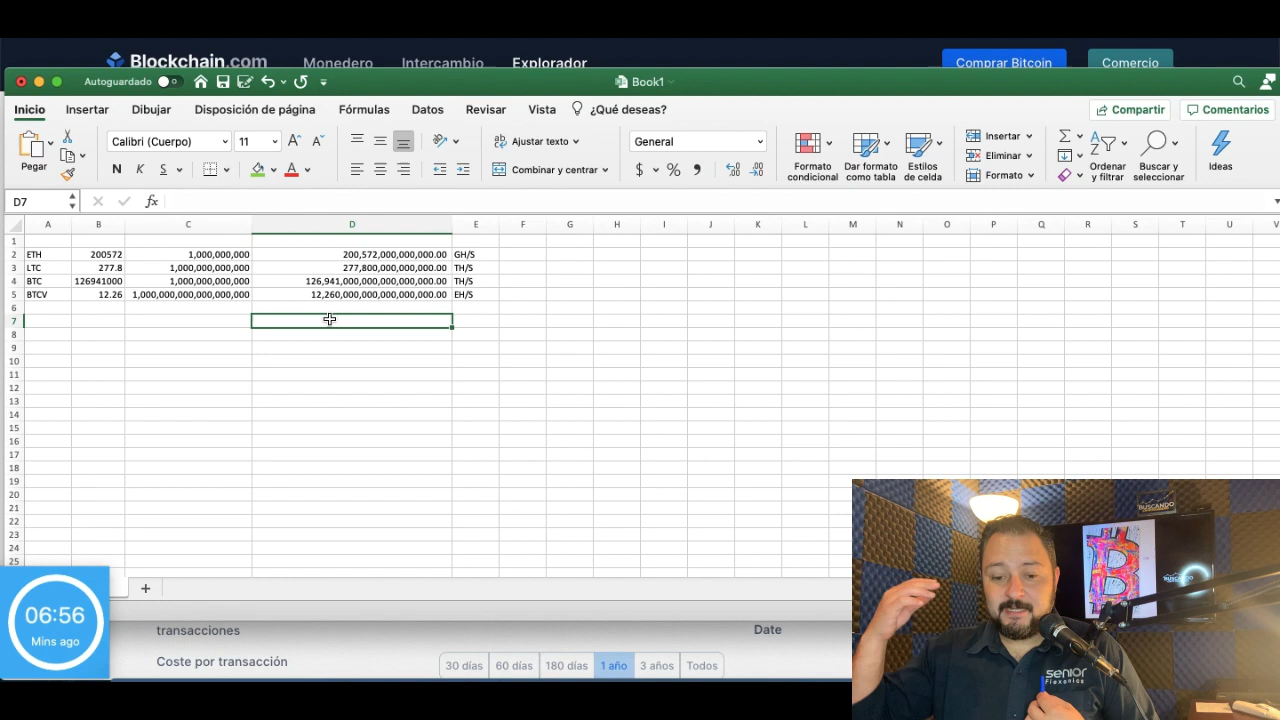 Blockchain.com Monedero Intercambio Explorador Comprar Bitcoin Comercio
Autoguardado Book1
Inicio Insertar Dibujar Disposición de página Fórmulas Datos Revisar Vista ¿Qué deseas? Compartir Comentarios
Pegar Calibri (Cuerpo) 11 Ajustar texto General Formato condicional Dar formato como tabla Estilos de celda Insertar Ordenar y filtrar Buscar y seleccionar Ideas
N K S Combinar y centrar $ % Eliminar
Formato
D7 fx
A B C D E F G H I J K L M N O P Q R S T U V
1
2 ETH 200572 1,000,000,000 200,572,000,000,000.00 GH/S
3 LTC 277.8 1,000,000,000,000 277,800,000,000,000.00 TH/S
4 BTC 126941000 1,000,000,000,000 126,941,000,000,000,000,000.00 TH/S
5 BTCV 12.26 1,000,000,000,000,000,000 12,260,000,000,000,000,000.00 EH/S
6
7
8
9
10
11
12
13
14
15
16
17
18
19
20
21
22
23
24
25
+
06:56
Mins ago
transacciones Date
Coste por transacción 30 días 60 días 180 días 1 año 3 años Todos
BUSCANDO
BUSCANDO
senior
Flexonics